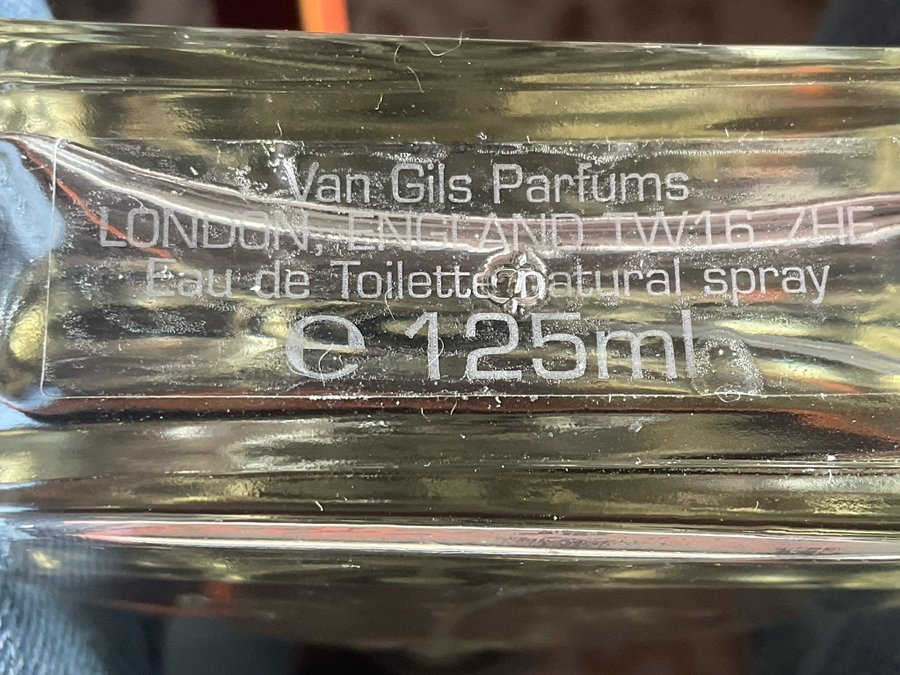 Van Gils Parfums
LONDON, ENGLAND TW16 7HE
Eau de Toilette natural spray
e 125ml